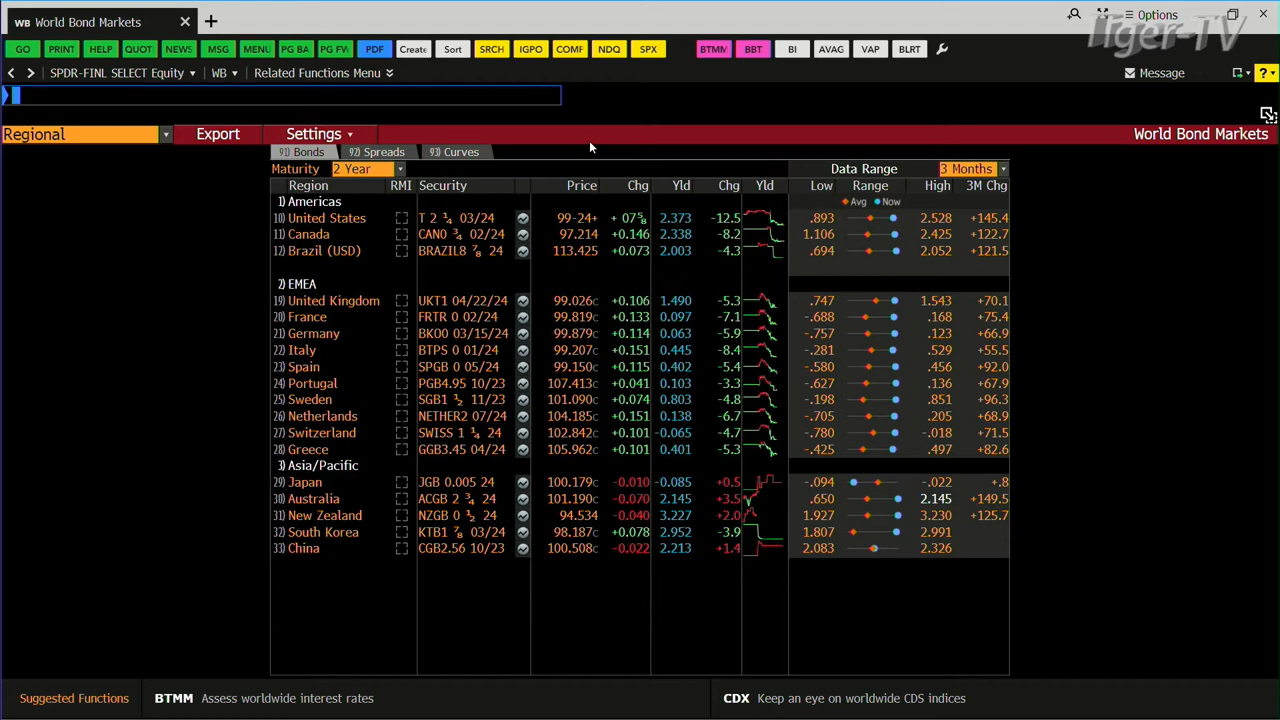 WB World Bond Markets × +
Options
Tiger-TV
GO PRINT HELP QUOT NEWS MSG MENU PG BA PG FW PDF Create Sort SRCH IGPO COMF NDQ SPX BTMM BBT BI AVAG VAP BLRT
SPDR-FINL SELECT Equity WB Related Functions Menu Message ?
Regional Export Settings World Bond Markets
91) Bonds 92) Spreads 93) Curves
Maturity 2 Year Data Range 3 Months
Region RMI Security Price Chg Yld Chg Yld Low Range High 3M Chg
1) Americas Avg Now
10) United States T 2 ¼ 03/24 99-24+ + 07⅝ 2.373 -12.5 .893 2.528 +145.4
11) Canada CAN0 ¾ 02/24 97.214 +0.146 2.338 -8.2 1.106 2.425 +122.7
12) Brazil (USD) BRAZIL8 ⅞ 24 113.425 +0.073 2.003 -4.3 .694 2.052 +121.5
2) EMEA
19) United Kingdom UKT1 04/22/24 99.026c +0.106 1.490 -5.3 .747 1.543 +70.1
20) France FRTR 0 02/24 99.819c +0.133 0.097 -7.1 -.688 .168 +75.4
21) Germany BKO0 03/15/24 99.879c +0.114 0.063 -5.9 -.757 .123 +66.9
22) Italy BTPS 0 01/24 99.207c +0.151 0.445 -8.4 -.281 .529 +55.5
23) Spain SPGB 0 05/24 99.150c +0.115 0.402 -5.4 -.580 .456 +92.0
24) Portugal PGB4.95 10/23 107.413c +0.041 0.103 -3.3 -.627 .136 +67.9
25) Sweden SGB1 ½ 11/23 101.090c +0.074 0.803 -4.8 -.198 .851 +96.3
26) Netherlands NETHER2 07/24 104.185c +0.151 0.138 -6.7 -.705 .205 +68.9
27) Switzerland SWISS 1 ¼ 24 102.842c +0.101 -0.065 -4.7 -.780 -.018 +71.5
28) Greece GGB3.45 04/24 105.962c +0.101 0.401 -5.3 -.425 .497 +82.6
3) Asia/Pacific
29) Japan JGB 0.005 24 100.179c -0.010 -0.085 +0.5 -.094 -.022 +.8
30) Australia ACGB 2 ¾ 24 101.190c -0.070 2.145 +3.5 .650 2.145 +149.5
31) New Zealand NZGB 0 ½ 24 94.534 -0.040 3.227 +2.0 1.927 3.230 +125.7
32) South Korea KTB1 ⅞ 03/24 98.187c +0.078 2.952 -3.9 1.807 2.991
33) China CGB2.56 10/23 100.508c -0.022 2.213 +1.4 2.083 2.326
Suggested Functions BTMM Assess worldwide interest rates CDX Keep an eye on worldwide CDS indices